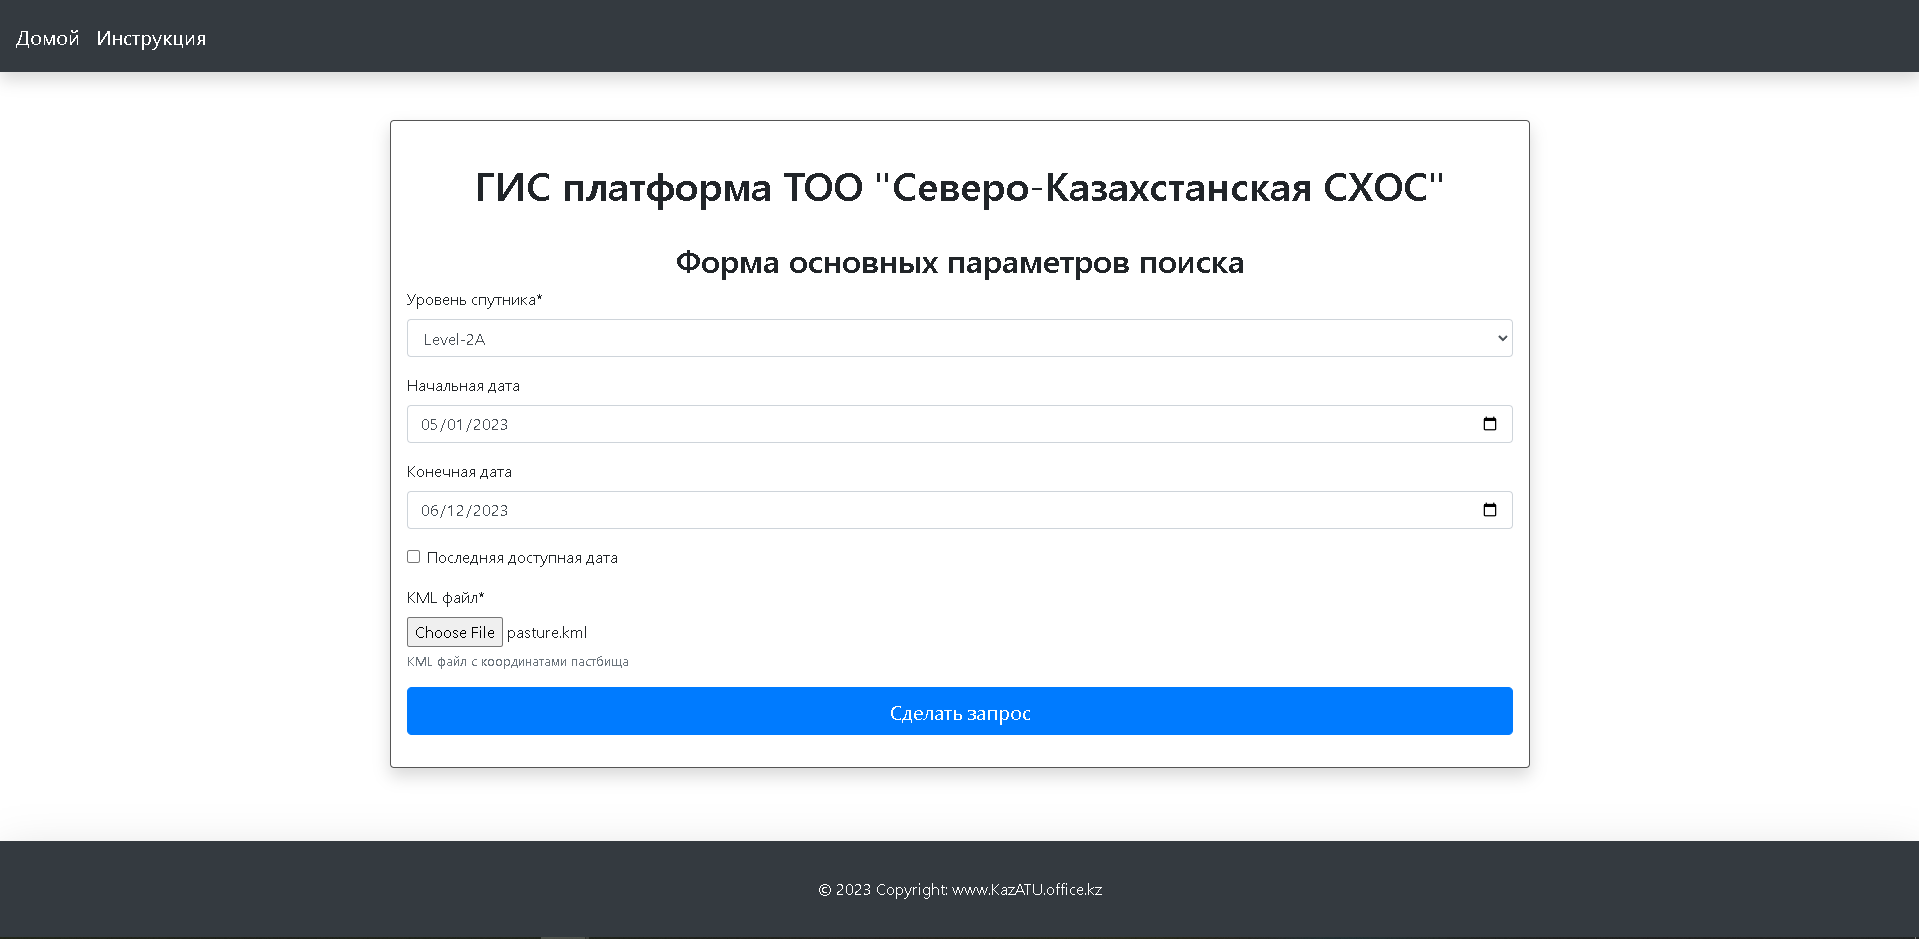 Домой Инструкция
ГИС платформа ТОО "Северо-Казахстанская СХОС"
Форма основных параметров поиска
Уровень спутника*
Level-2A
Начальная дата
05/01/2023
Конечная дата
06/12/2023
Последняя доступная дата
KML файл*
Choose File pasture.kml
KML файл с координатами пастбища
Сделать запрос
© 2023 Copyright: www.KazATU.office.kz